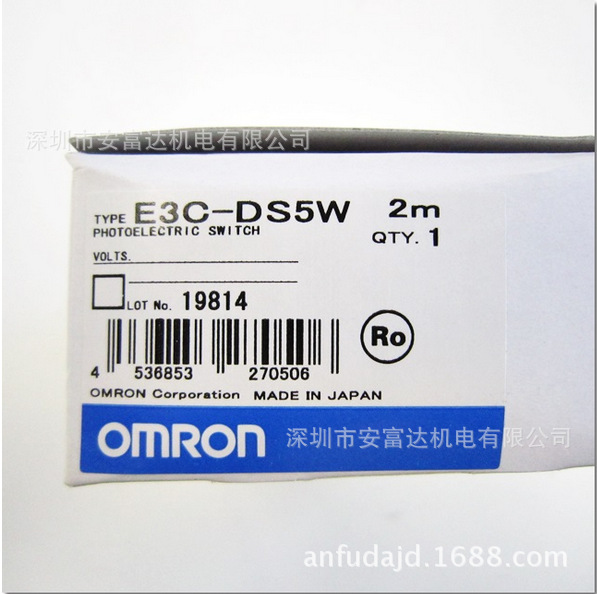 深圳市安富达机电有限公司
TYPE E3C-DS5W 2m
PHOTOELECTRIC SWITCH QTY. 1
VOLTS.
LOT No. 19814
Ro
4 536853 270506
OMRON Corporation MADE IN JAPAN
OMRON 深圳市安富达机电有限公司
anfudajd.1688.com